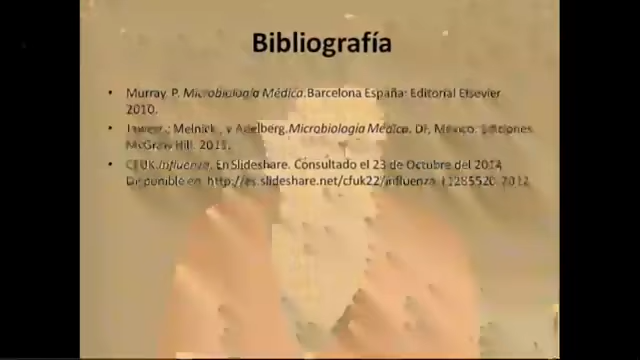 Bibliografía
• Murray. P. Microbiología Médica.Barcelona España: Editorial Elsevier
2010.
• Melnick., y Adelberg.Microbiología Médica. DF, México. Ediciones
McGraw Hill. 2011.
• CFUK.Influenza. En Slideshare. Consultado el 23 de Octubre del 2014
Disponible en: http://es.slideshare.net/cfuk22/influenza-11285520.2012